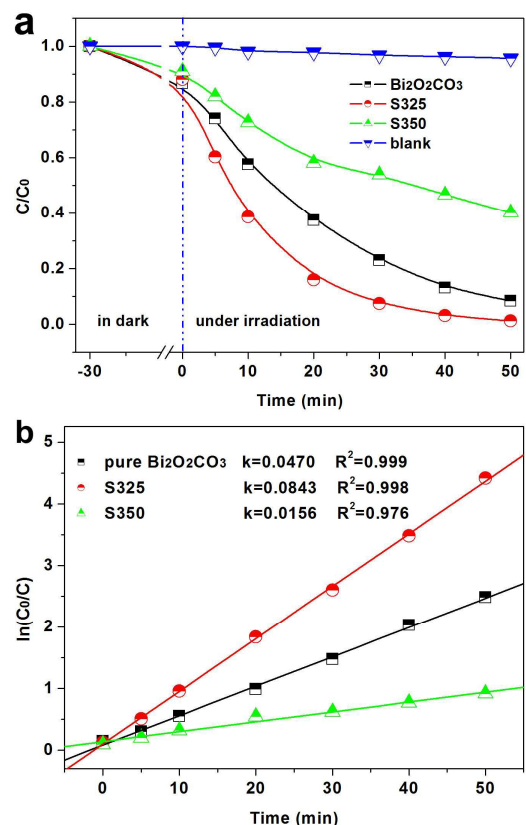 a
1.0
0.8
0.6
0.4
0.2
0.0
C/C₀
Bi₂O₂CO₃
S325
S350
blank
in dark
under irradiation
-30 0 10 20 30 40 50
Time (min)
b
5
4
3
2
1
0
ln(C₀/C)
pure Bi₂O₂CO₃ k=0.0470 R²=0.999
S325 k=0.0843 R²=0.998
S350 k=0.0156 R²=0.976
0 10 20 30 40 50
Time (min)